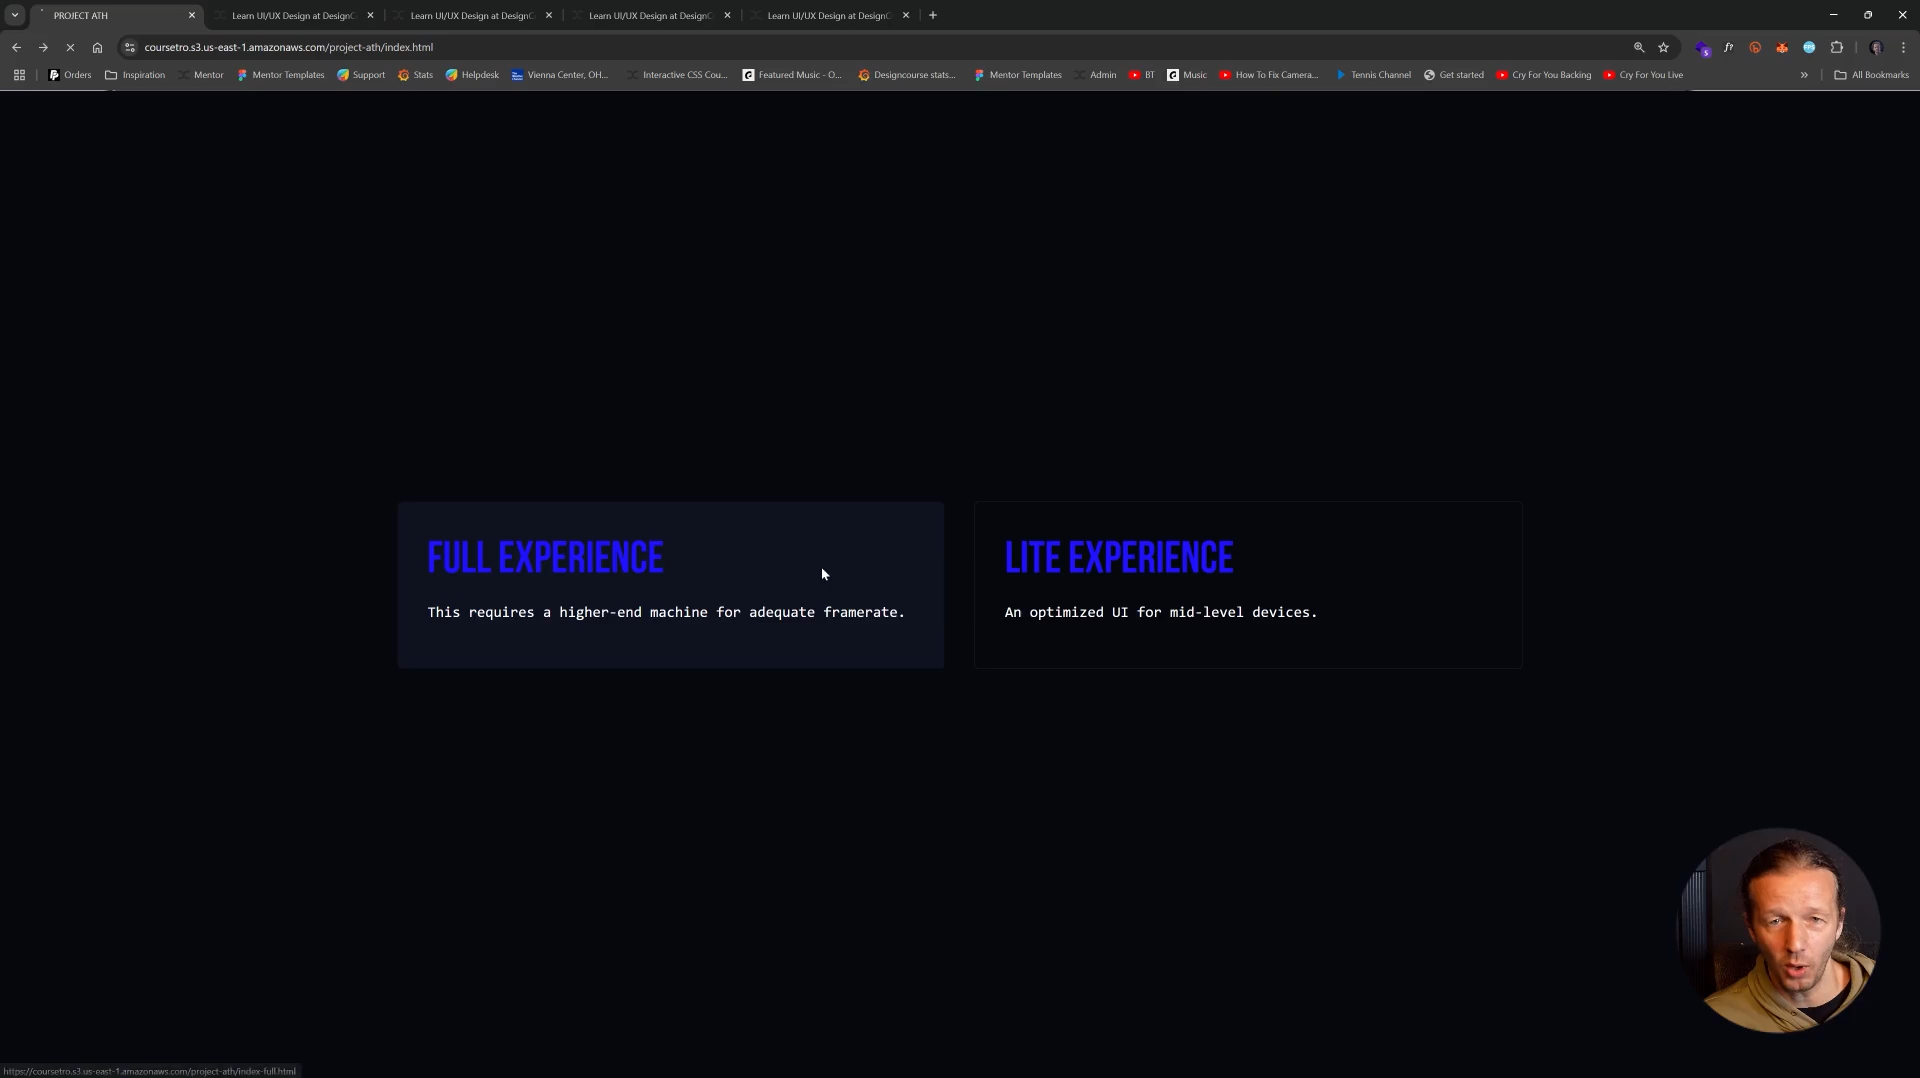 PROJECT ATH
Learn UI/UX Design at DesignC
Learn UI/UX Design at DesignC
Learn UI/UX Design at DesignC
Learn UI/UX Design at DesignC
coursetro.s3.us-east-1.amazonaws.com/project-ath/index.html
Orders
Inspiration
Mentor
Mentor Templates
Support
Stats
Helpdesk
Vienna Center, OH...
Interactive CSS Cou...
Featured Music - O...
Designcourse stats...
Mentor Templates
Admin
BT
Music
How To Fix Camera...
Tennis Channel
Get started
Cry For You Backing
Cry For You Live
All Bookmarks
FULL EXPERIENCE
This requires a higher-end machine for adequate framerate.
LITE EXPERIENCE
An optimized UI for mid-level devices.
https://coursetro.s3.us-east-1.amazonaws.com/project-ath/index-full.html